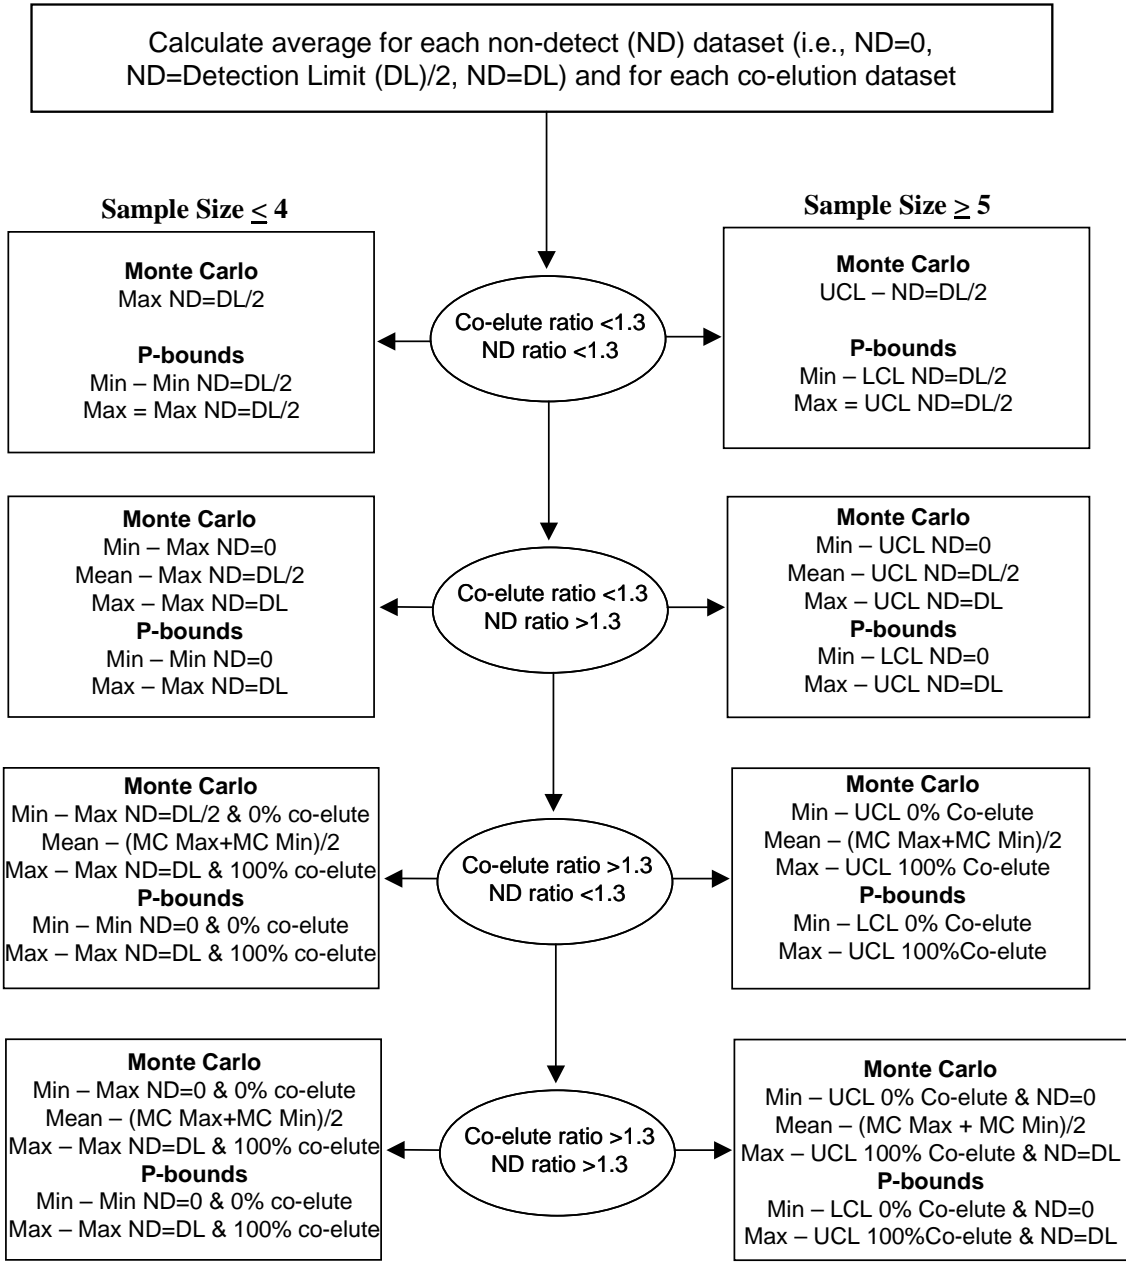 Calculate average for each non-detect (ND) dataset (i.e., ND=0,
ND=Detection Limit (DL)/2, ND=DL) and for each co-elution dataset
Sample Size ≤ 4
Sample Size ≥ 5
Monte Carlo
Max ND=DL/2
P-bounds
Min – Min ND=DL/2
Max = Max ND=DL/2
Co-elute ratio <1.3
ND ratio <1.3
Monte Carlo
UCL – ND=DL/2
P-bounds
Min – LCL ND=DL/2
Max = UCL ND=DL/2
Monte Carlo
Min – Max ND=0
Mean – Max ND=DL/2
Max – Max ND=DL
P-bounds
Min – Min ND=0
Max – Max ND=DL
Co-elute ratio <1.3
ND ratio >1.3
Monte Carlo
Min – UCL ND=0
Mean – UCL ND=DL/2
Max – UCL ND=DL
P-bounds
Min – LCL ND=0
Max – UCL ND=DL
Monte Carlo
Min – Max ND=DL/2 & 0% co-elute
Mean – (MC Max+MC Min)/2
Max – Max ND=DL & 100% co-elute
P-bounds
Min – Min ND=0 & 0% co-elute
Max – Max ND=DL & 100% co-elute
Co-elute ratio >1.3
ND ratio <1.3
Monte Carlo
Min – UCL 0% Co-elute
Mean – (MC Max+MC Min)/2
Max – UCL 100% Co-elute
P-bounds
Min – LCL 0% Co-elute
Max – UCL 100%Co-elute
Monte Carlo
Min – Max ND=0 & 0% co-elute
Mean – (MC Max+MC Min)/2
Max – Max ND=DL & 100% co-elute
P-bounds
Min – Min ND=0 & 0% co-elute
Max – Max ND=DL & 100% co-elute
Co-elute ratio >1.3
ND ratio >1.3
Monte Carlo
Min – UCL 0% Co-elute & ND=0
Mean – (MC Max + MC Min)/2
Max – UCL 100% Co-elute & ND=DL
P-bounds
Min – LCL 0% Co-elute & ND=0
Max – UCL 100%Co-elute & ND=DL